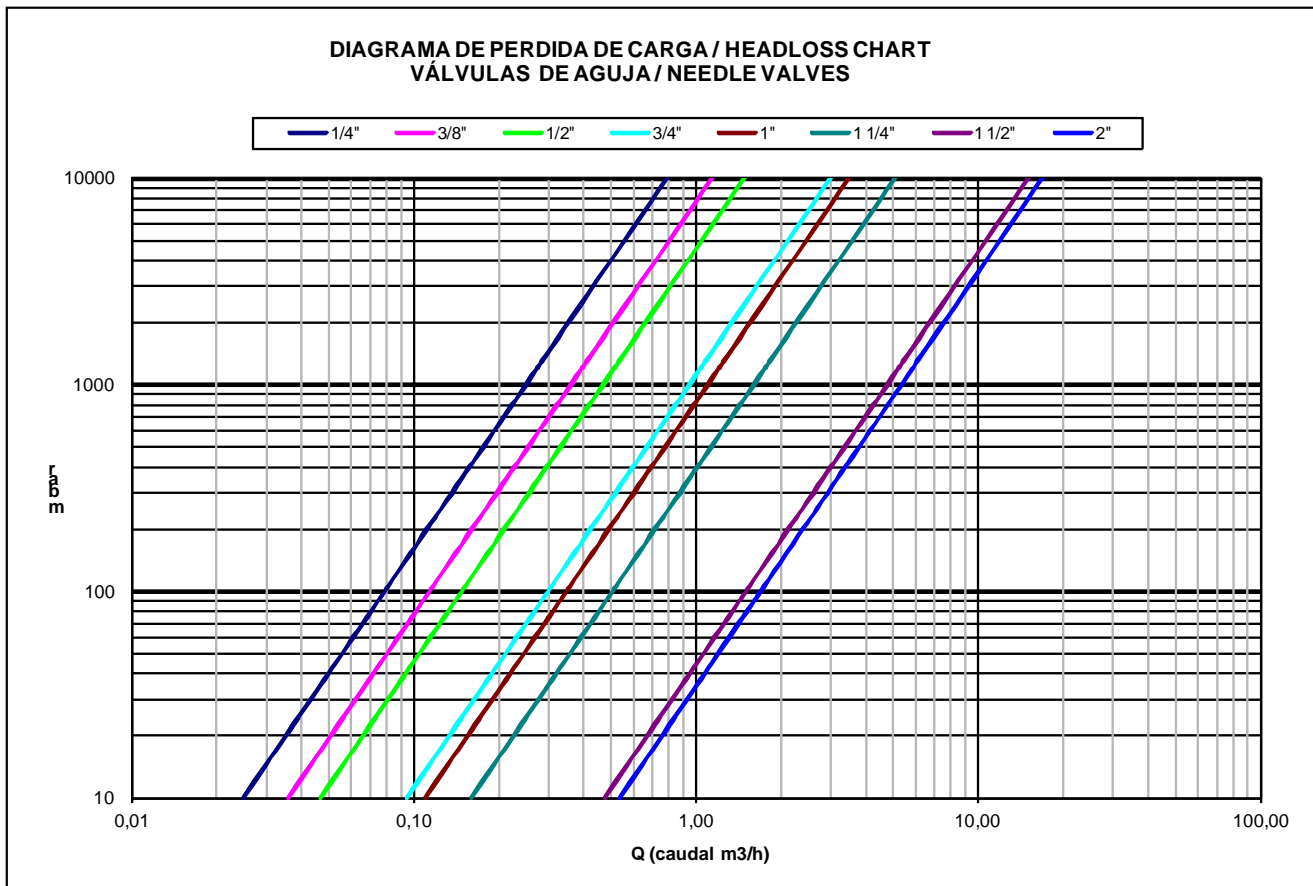 DIAGRAMA DE PERDIDA DE CARGA / HEADLOSS CHART
VÁLVULAS DE AGUJA / NEEDLE VALVES
1/4" 3/8" 1/2" 3/4" 1" 1 1/4" 1 1/2" 2"
10000
1000
100
10
mbar
0,01 0,10 1,00 10,00 100,00
Q (caudal m3/h)